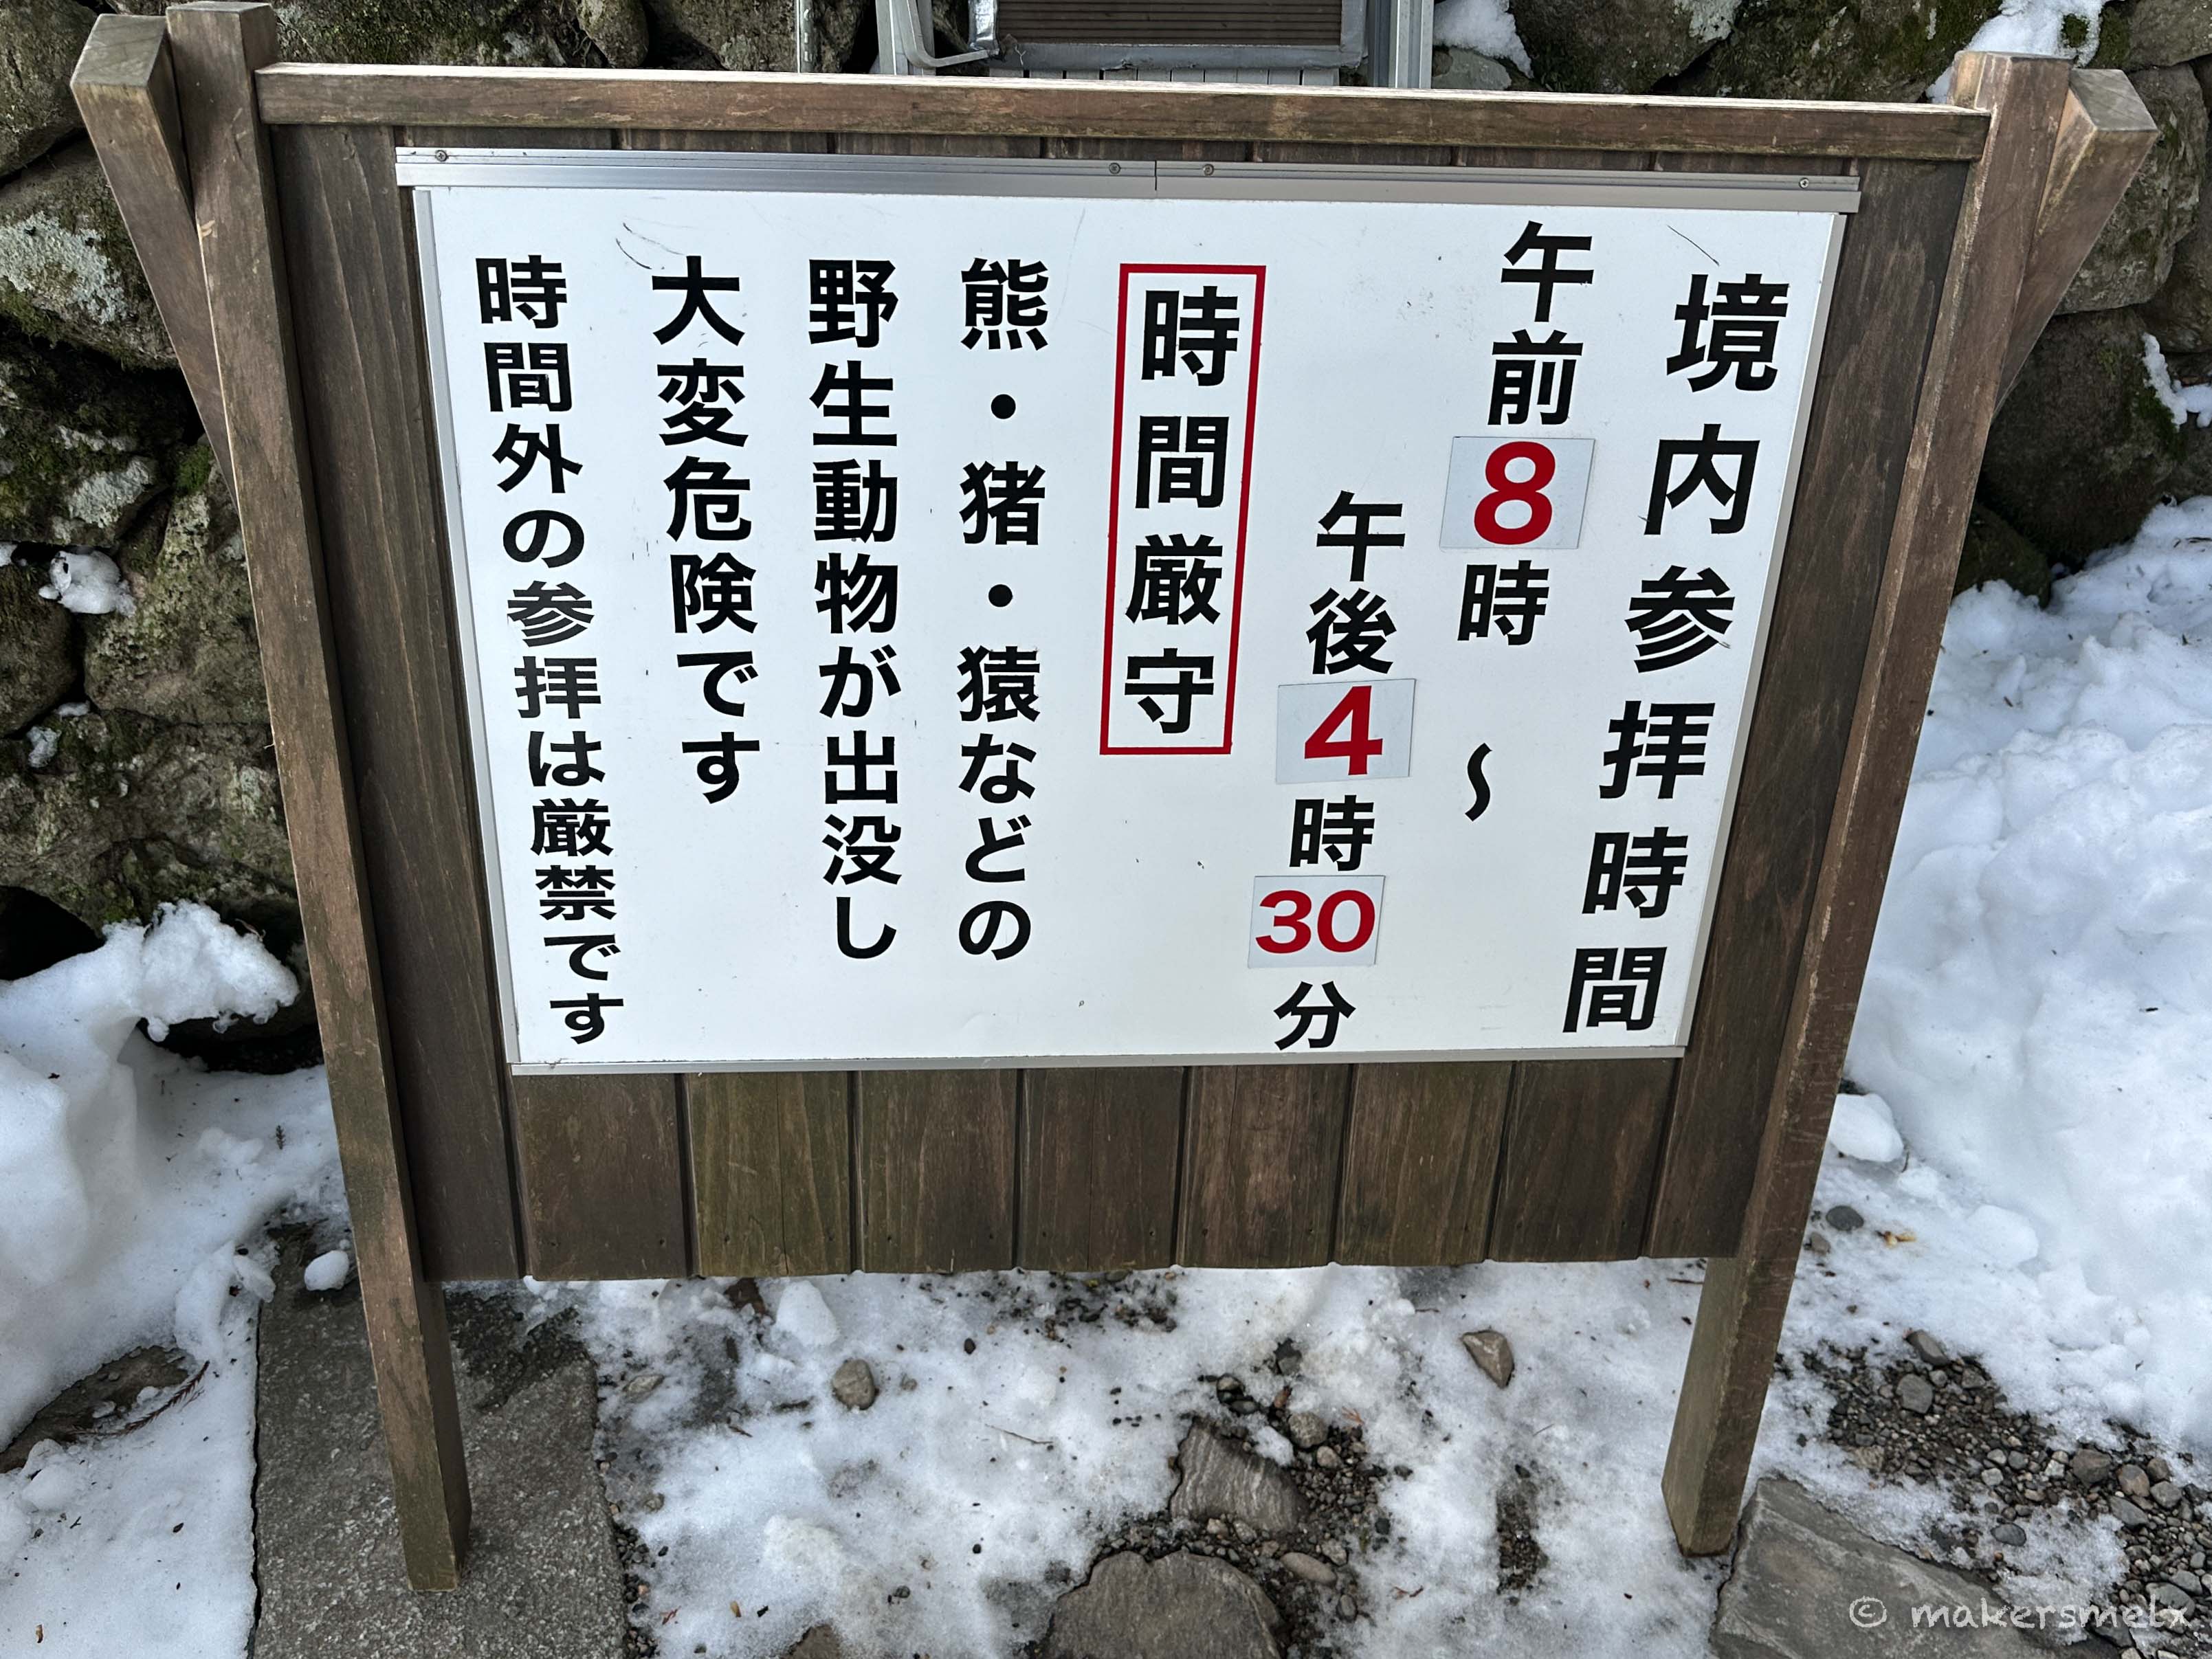 境内参拝時間
午前8時
～
午後4時30分
時間厳守
熊・猪・猿などの
野生動物が出没し
大変危険です
時間外の参拝は厳禁です
© makersmelx